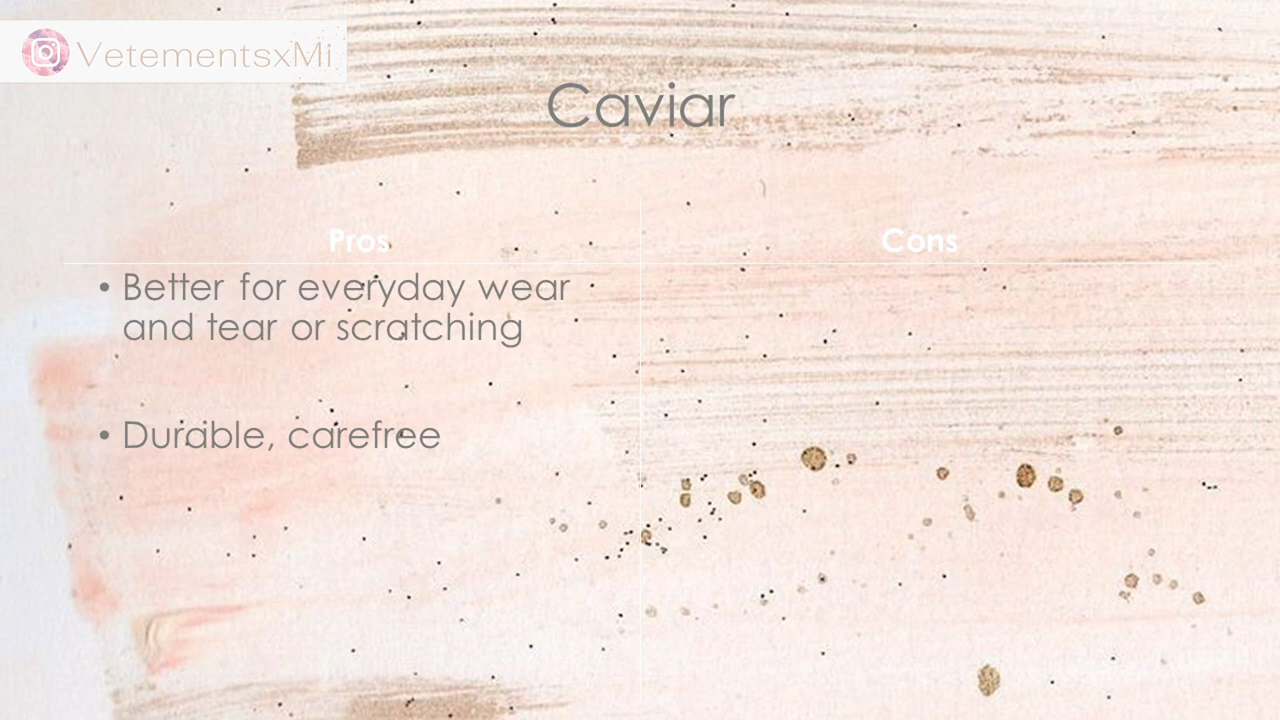 VetementsxMi
Caviar
Pros
Cons
• Better for everyday wear
and tear or scratching
• Durable, carefree